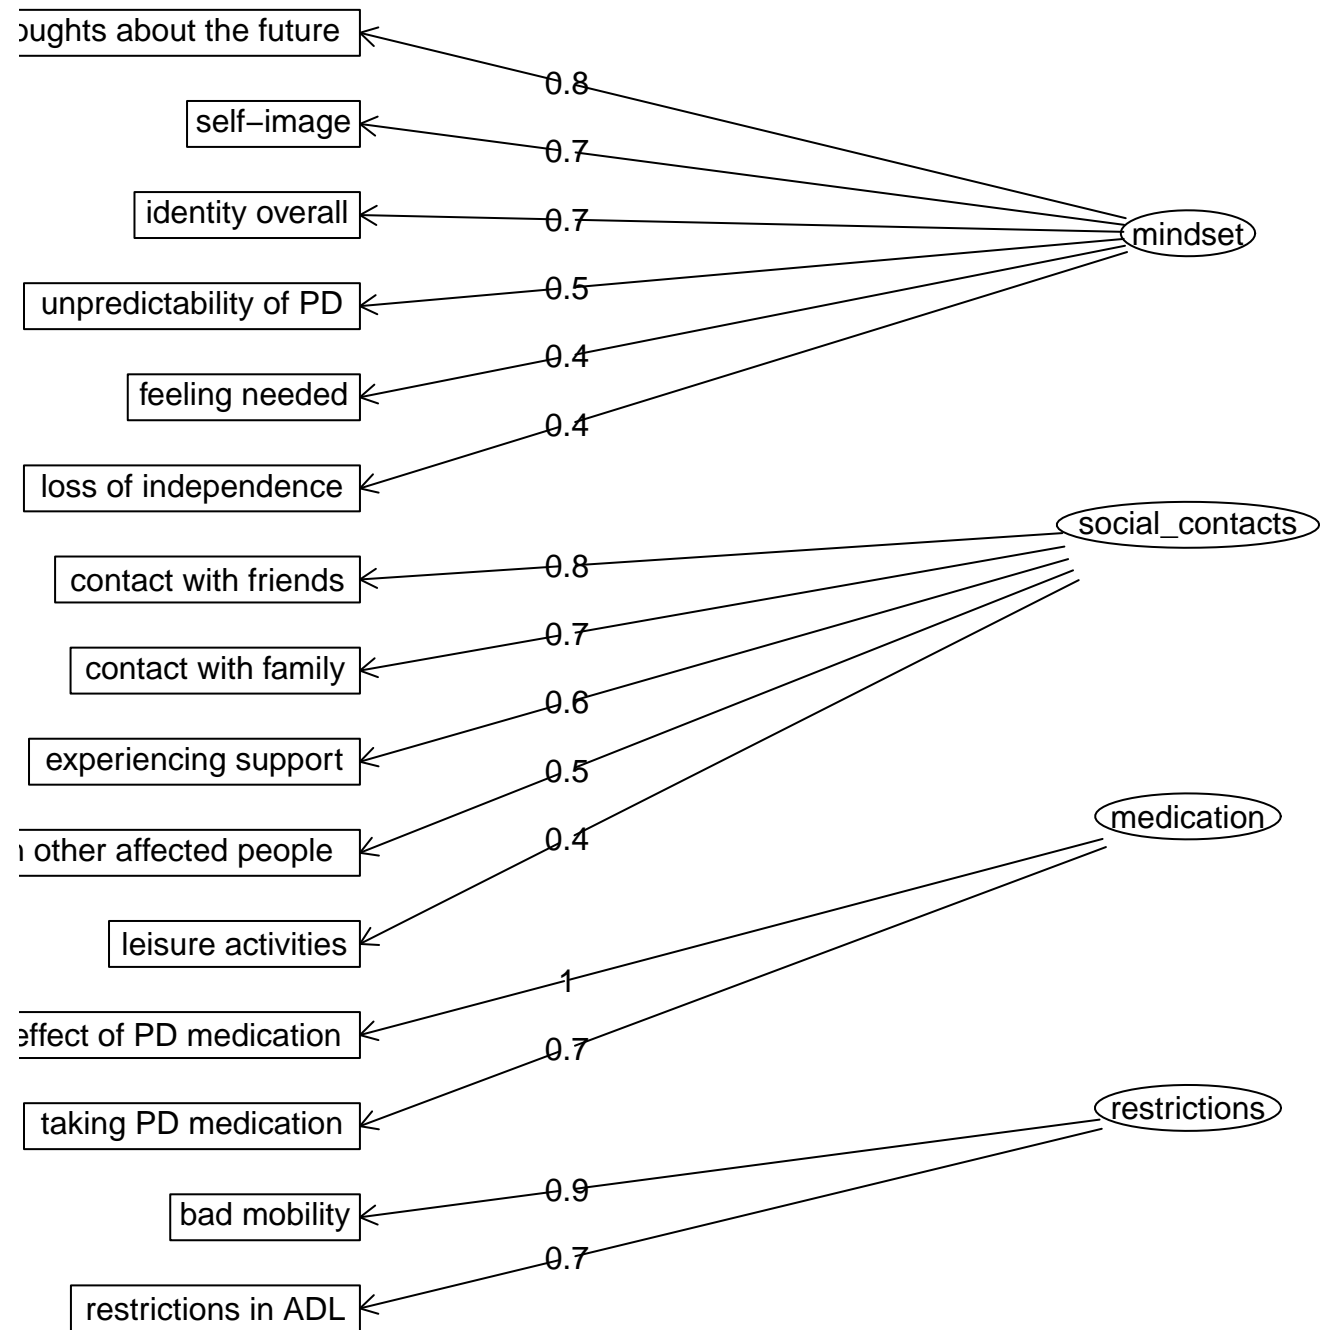 oughts about the future
0.8
self−image
0.7
identity overall
0.7
mindset
unpredictability of PD
0.5
feeling needed
0.4
loss of independence
0.4
social_contacts
contact with friends
0.8
contact with family
0.7
experiencing support
0.6
other affected people
0.5
medication
leisure activities
0.4
effect of PD medication
1
taking PD medication
0.7
restrictions
bad mobility
0.9
restrictions in ADL
0.7